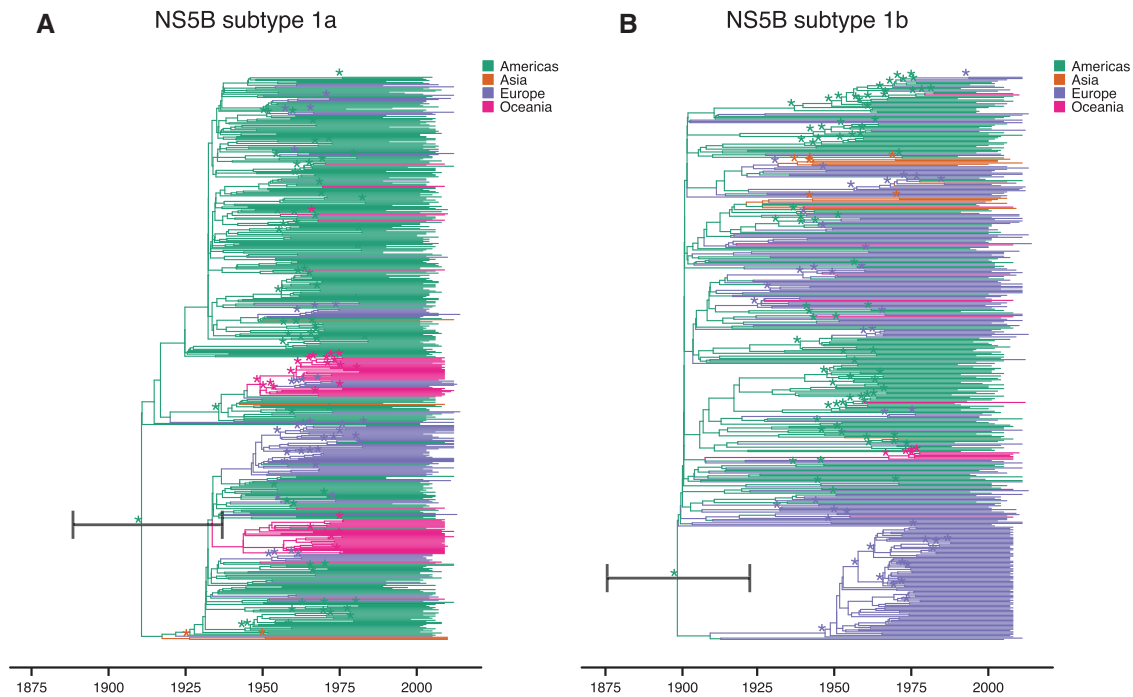 A NS5B subtype 1a
Americas
Asia
Europe
Oceania
1875 1900 1925 1950 1975 2000
B NS5B subtype 1b
Americas
Asia
Europe
Oceania
1875 1900 1925 1950 1975 2000